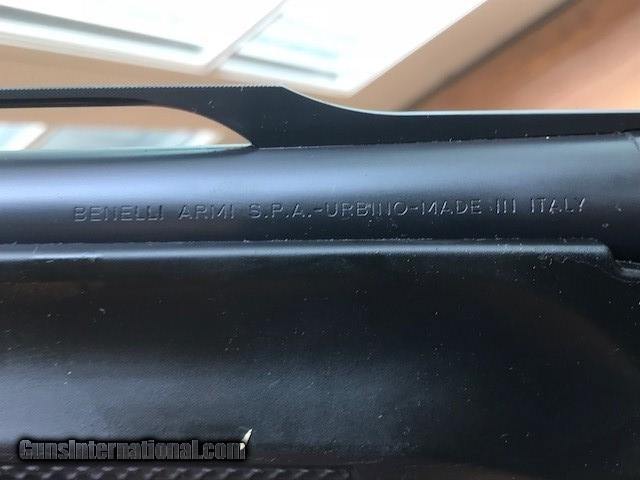 BENELLI ARMI S.P.A.-URBINO-MADE IN ITALY
GunsInternational.com